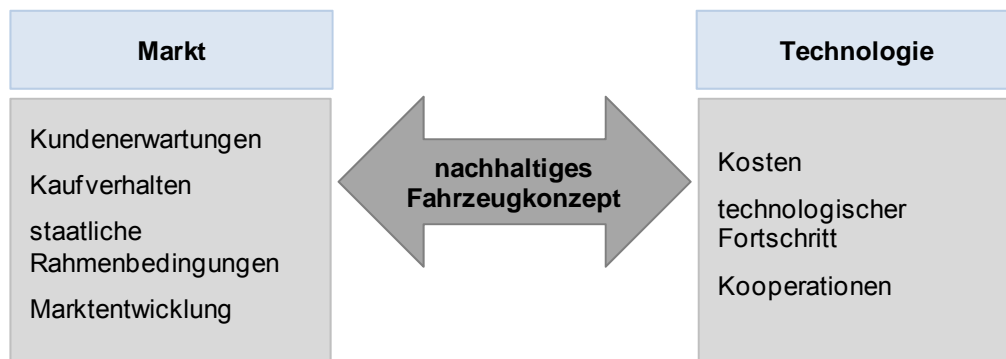 Markt
Technologie
Kundenerwartungen
Kaufverhalten
staatliche
Rahmenbedingungen
Marktentwicklung
nachhaltiges
Fahrzeugkonzept
Kosten
technologischer
Fortschritt
Kooperationen